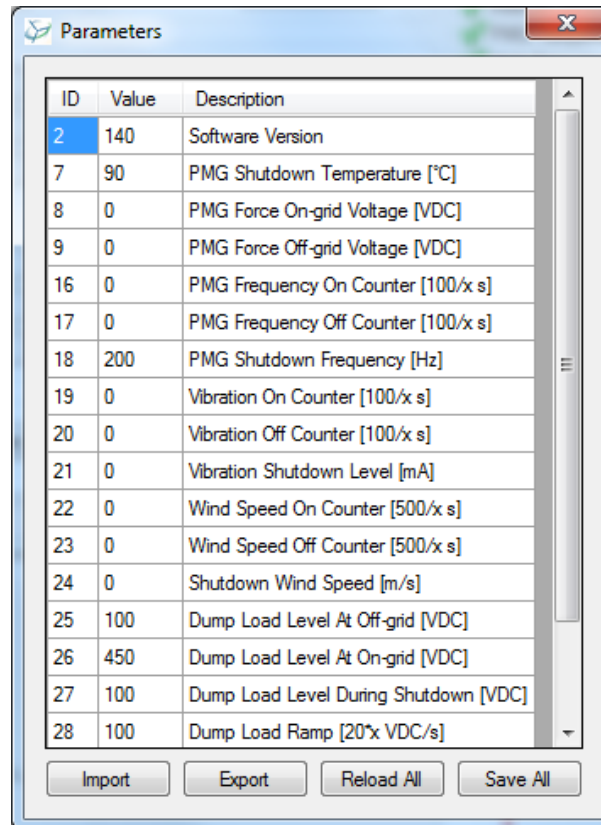 Parameters
ID Value Description
2 140 Software Version
7 90 PMG Shutdown Temperature [°C]
8 0 PMG Force On-grid Voltage [VDC]
9 0 PMG Force Off-grid Voltage [VDC]
16 0 PMG Frequency On Counter [100/x s]
17 0 PMG Frequency Off Counter [100/x s]
18 200 PMG Shutdown Frequency [Hz]
19 0 Vibration On Counter [100/x s]
20 0 Vibration Off Counter [100/x s]
21 0 Vibration Shutdown Level [mA]
22 0 Wind Speed On Counter [500/x s]
23 0 Wind Speed Off Counter [500/x s]
24 0 Shutdown Wind Speed [m/s]
25 100 Dump Load Level At Off-grid [VDC]
26 450 Dump Load Level At On-grid [VDC]
27 100 Dump Load Level During Shutdown [VDC]
28 100 Dump Load Ramp [20*x VDC/s]
Import Export Reload All Save All